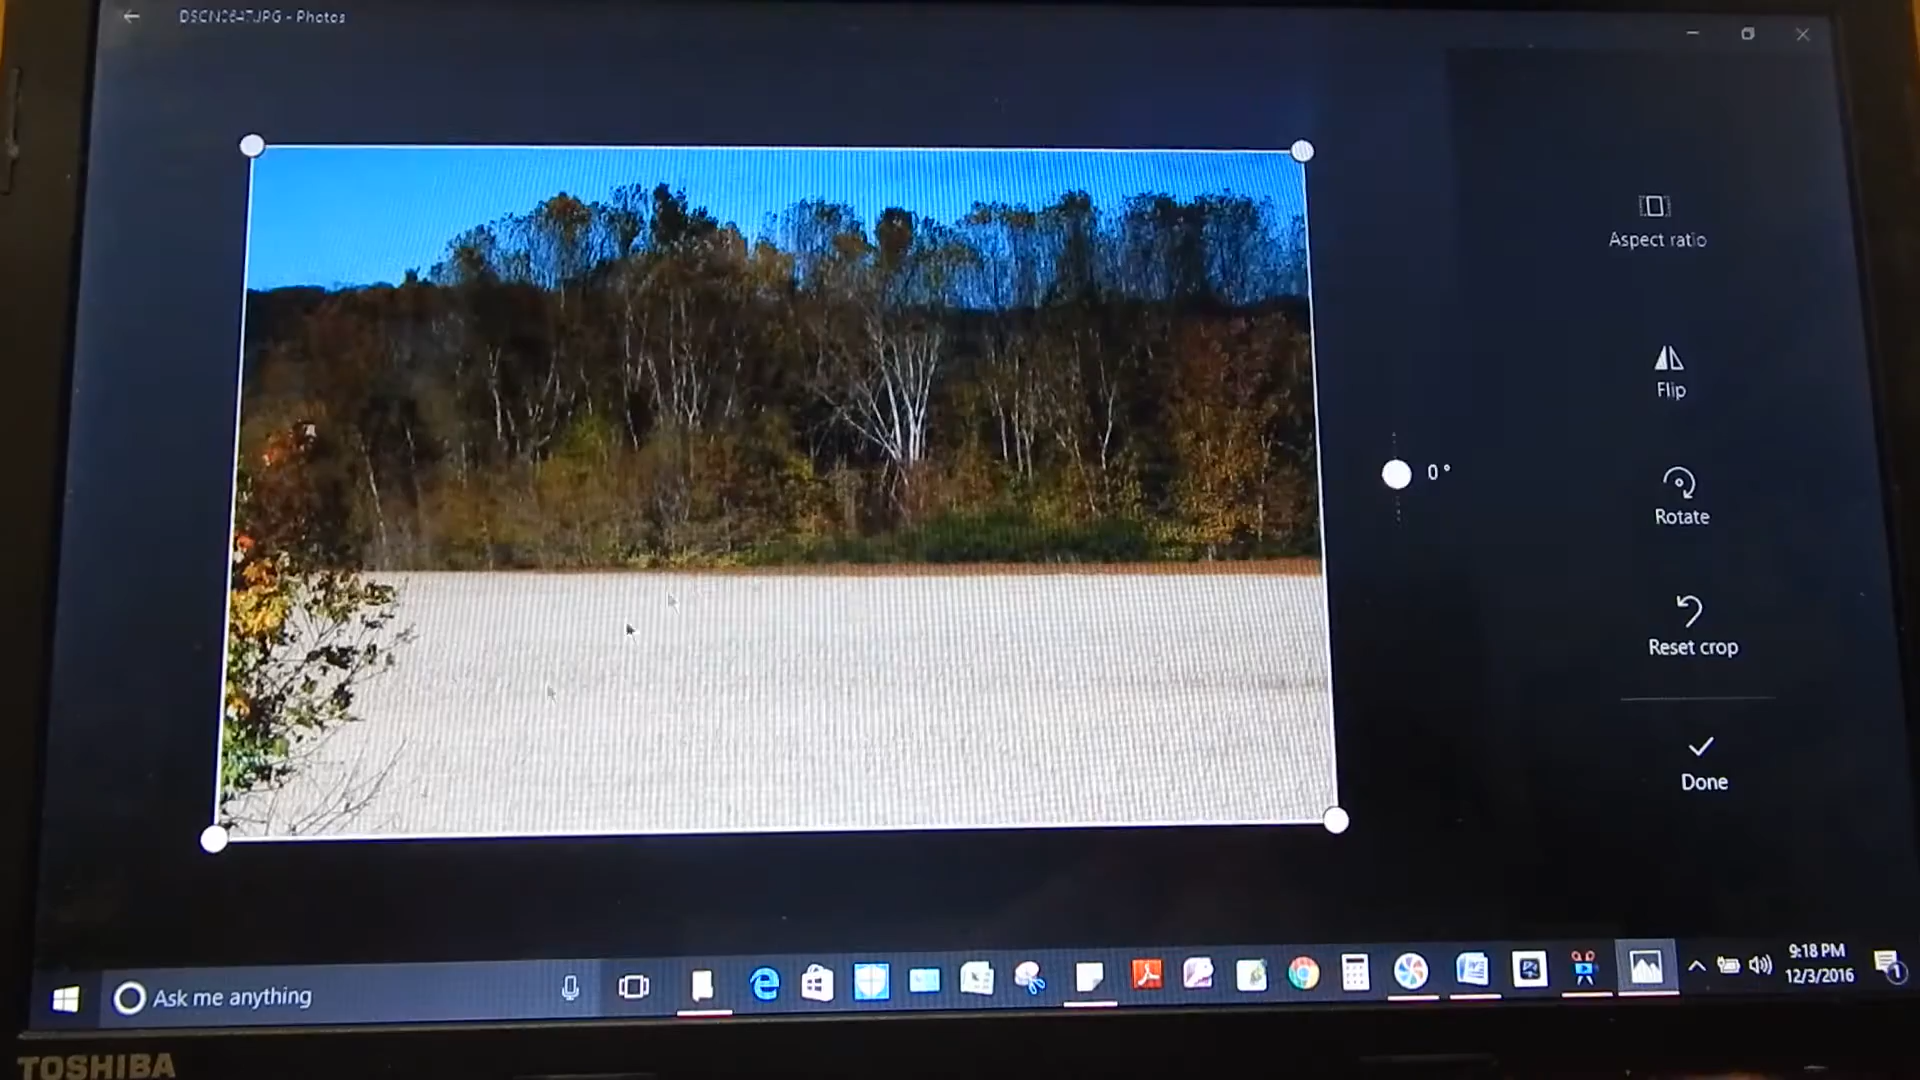 Photos
Aspect ratio
Flip
0°
Rotate
Reset crop
Done
Ask me anything
9:18 PM
12/3/2016
1
TOSHIBA